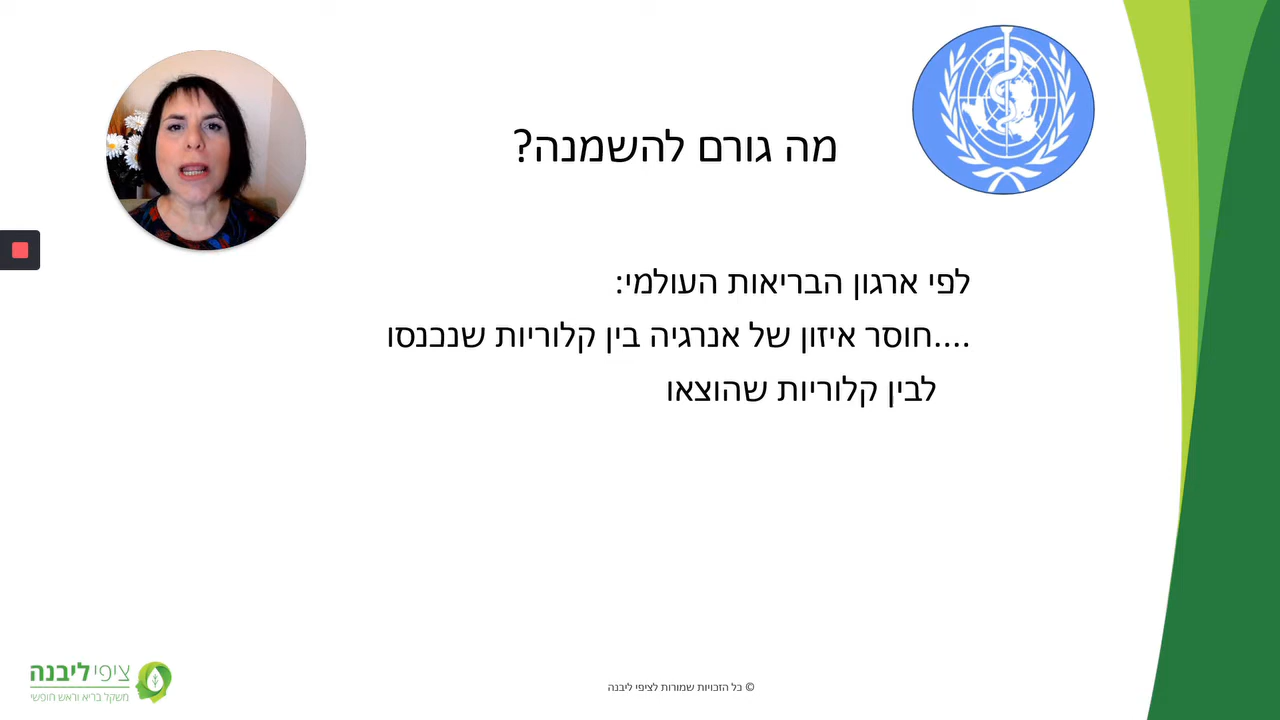 מה גורם להשמנה?
לפי ארגון הבריאות העולמי:
....חוסר איזון של אנרגיה בין קלוריות שנכנסו
לבין קלוריות שהוצאו
ציפי ליבנה
משקל בריא וראש חופשי
© כל הזכויות שמורות לציפי ליבנה